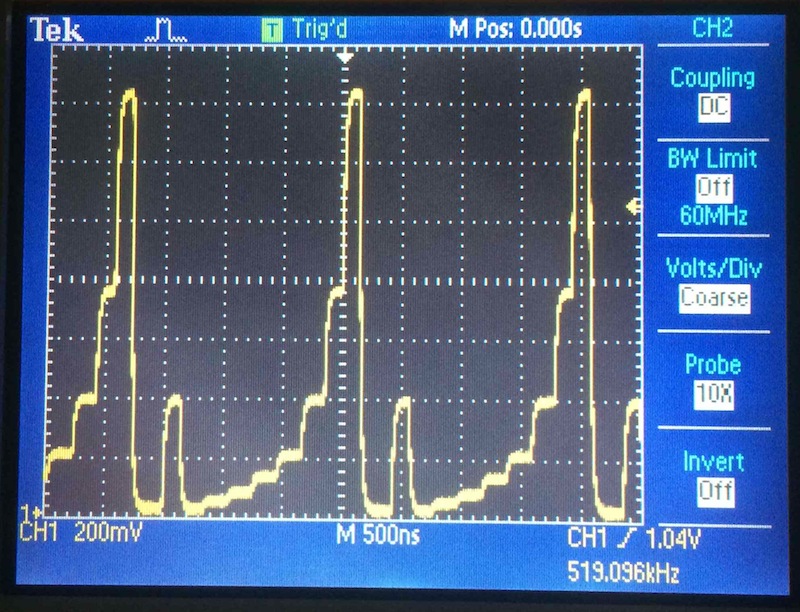 Tek T Trig'd M Pos: 0.000s CH2
Coupling
DC
BW Limit
Off
60MHz
Volts/Div
Coarse
Probe
10X
Invert
Off
1
CH1 200mV M 500ns CH1 1.04V
519.096kHz